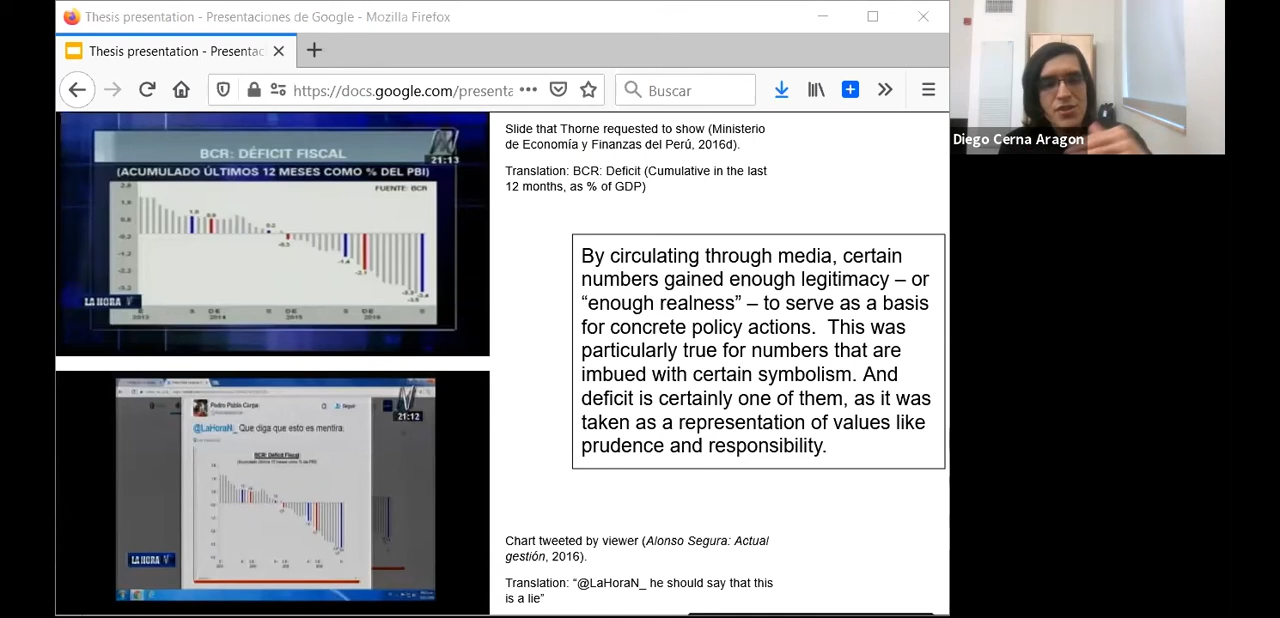 Thesis presentation - Presentaciones de Google - Mozilla Firefox
Thesis presentation - Presentac
https://docs.google.com/presenta
Buscar
Diego Cerna Aragon
21:13
BCR: DÉFICIT FISCAL
(ACUMULADO ÚLTIMOS 12 MESES COMO % DEL PBI)
FUENTE: BCR
LA HORA
2013
2014
2015
2016
Slide that Thorne requested to show (Ministerio
de Economía y Finanzas del Perú, 2016d).
Translation: BCR: Deficit (Cumulative in the last
12 months, as % of GDP)
By circulating through media, certain
numbers gained enough legitimacy – or
“enough realness” – to serve as a basis
for concrete policy actions.  This was
particularly true for numbers that are
imbued with certain symbolism. And
deficit is certainly one of them, as it was
taken as a representation of values like
prudence and responsibility.
21:12
Seguir
@LaHoraN_ Que diga que esto es mentira.
BCR: Déficit Fiscal
LA HORA
Chart tweeted by viewer (Alonso Segura: Actual
gestión, 2016).
Translation: “@LaHoraN_ he should say that this
is a lie”